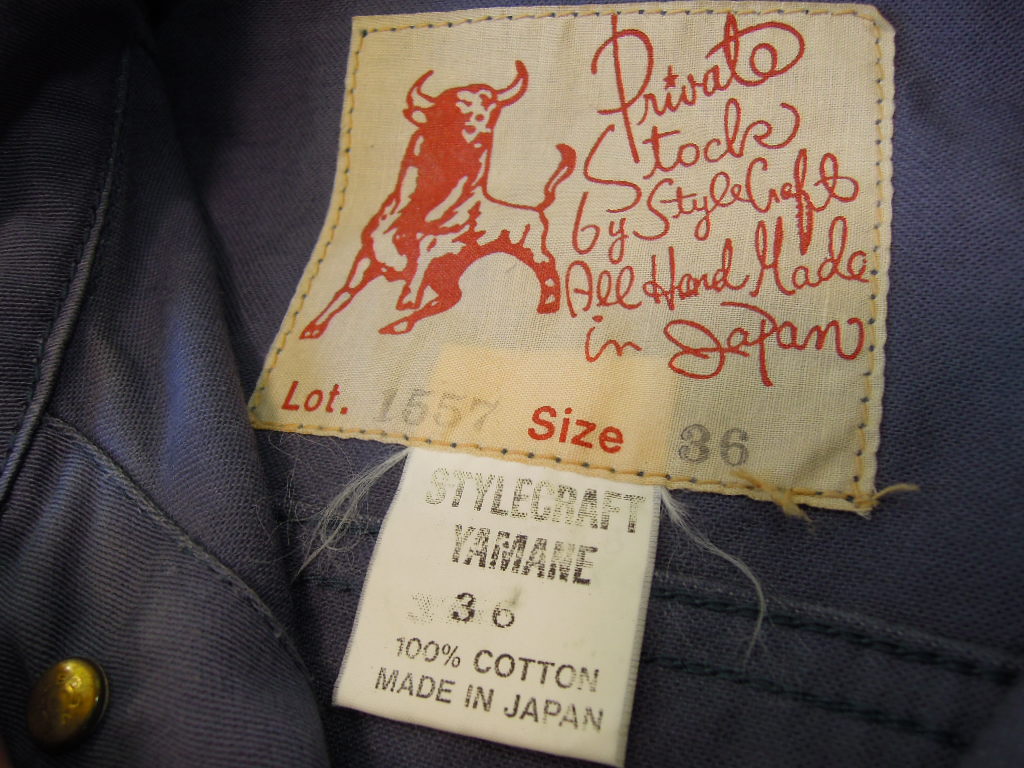 Private
Stock
by StyleCraft
All Hand Made
in Japan
Lot. 1557 Size 36
STYLECRAFT
YAMANE
36
100% COTTON
MADE IN JAPAN